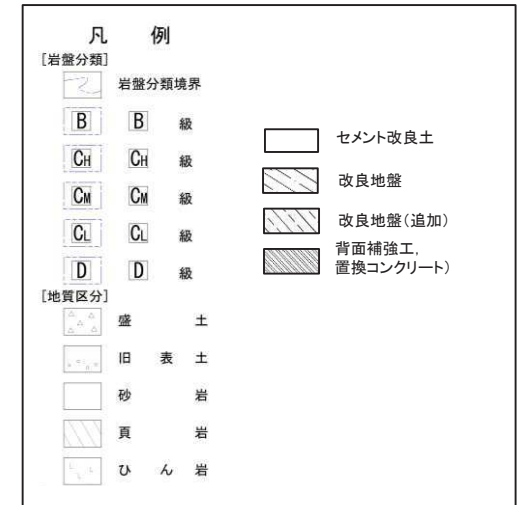 凡 例
[岩盤分類]
岩盤分類境界
B B 級
CH CH 級
CM CM 級
CL CL 級
D D 級
[地質区分]
盛 土
旧 表 土
砂 岩
頁 岩
ひ ん 岩
セメント改良土
改良地盤
改良地盤(追加)
背面補強工,
置換コンクリート)